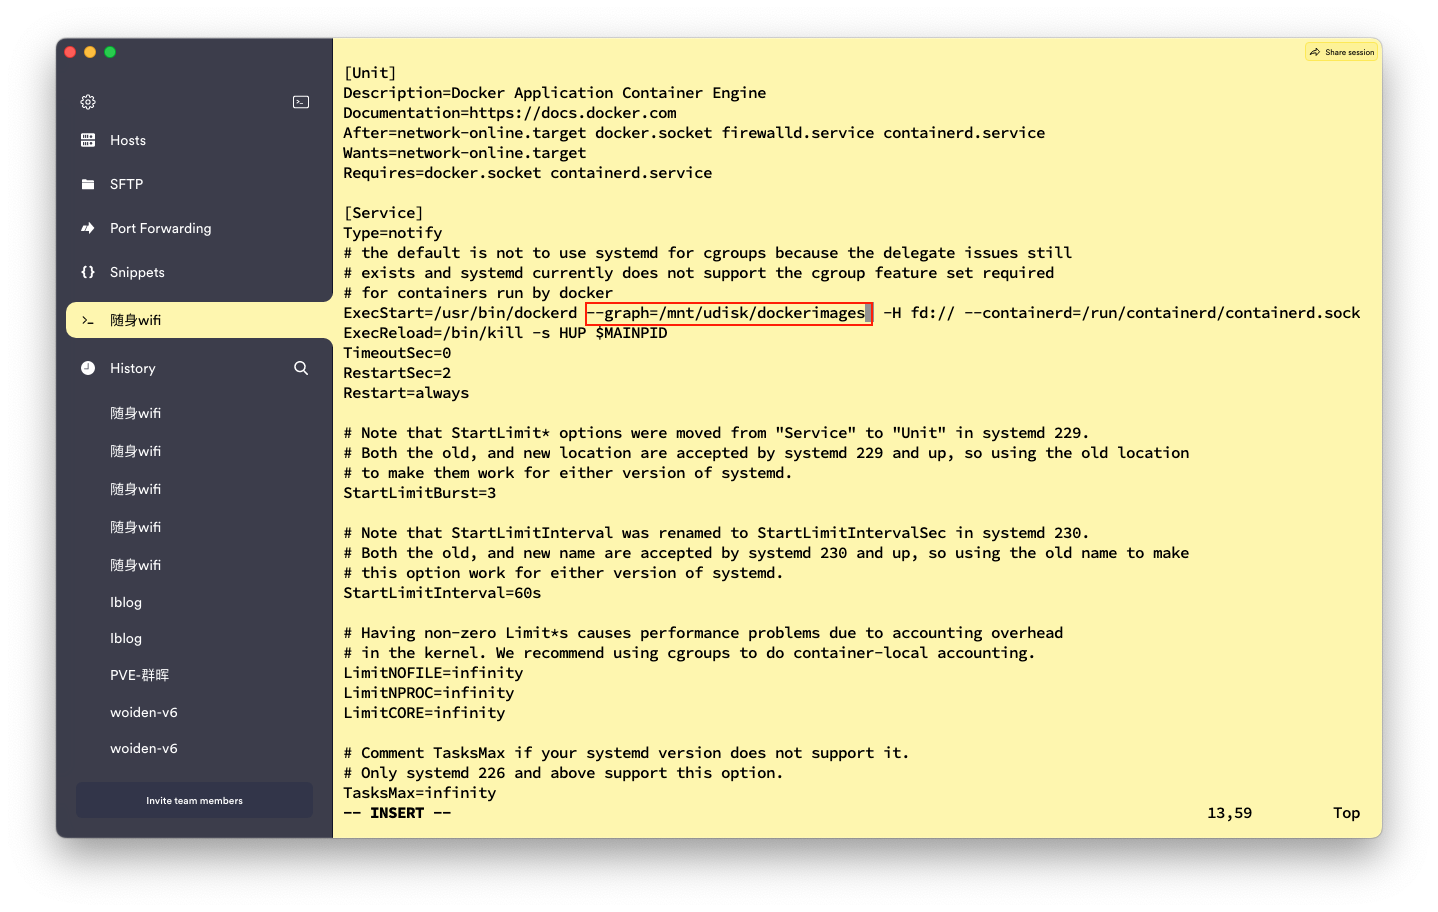 Share session
Hosts
SFTP
Port Forwarding
Snippets
随身wifi
History
随身wifi
随身wifi
随身wifi
随身wifi
随身wifi
lblog
lblog
PVE-群晖
woiden-v6
woiden-v6
Invite team members
[Unit]
Description=Docker Application Container Engine
Documentation=https://docs.docker.com
After=network-online.target docker.socket firewalld.service containerd.service
Wants=network-online.target
Requires=docker.socket containerd.service
[Service]
Type=notify
# the default is not to use systemd for cgroups because the delegate issues still
# exists and systemd currently does not support the cgroup feature set required
# for containers run by docker
ExecStart=/usr/bin/dockerd --graph=/mnt/udisk/dockerimages -H fd:// --containerd=/run/containerd/containerd.sock
ExecReload=/bin/kill -s HUP $MAINPID
TimeoutSec=0
RestartSec=2
Restart=always
# Note that StartLimit* options were moved from "Service" to "Unit" in systemd 229.
# Both the old, and new location are accepted by systemd 229 and up, so using the old location
# to make them work for either version of systemd.
StartLimitBurst=3
# Note that StartLimitInterval was renamed to StartLimitIntervalSec in systemd 230.
# Both the old, and new name are accepted by systemd 230 and up, so using the old name to make
# this option work for either version of systemd.
StartLimitInterval=60s
# Having non-zero Limit*s causes performance problems due to accounting overhead
# in the kernel. We recommend using cgroups to do container-local accounting.
LimitNOFILE=infinity
LimitNPROC=infinity
LimitCORE=infinity
# Comment TasksMax if your systemd version does not support it.
# Only systemd 226 and above support this option.
TasksMax=infinity
-- INSERT -- 13,59 Top